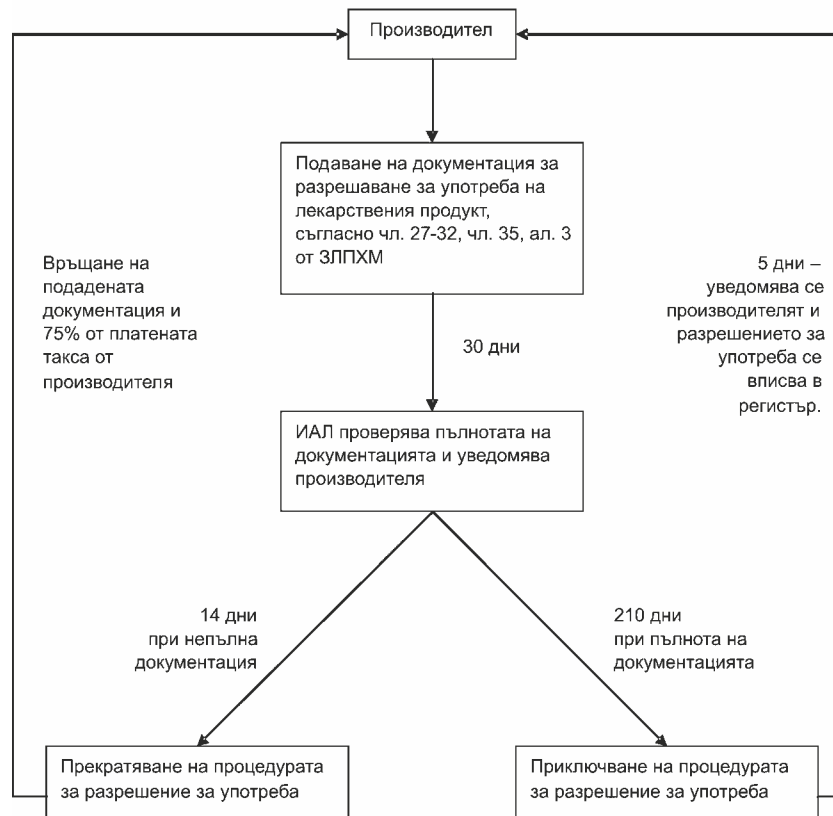 Производител
Подаване на документация за
разрешаване за употреба на
лекарствения продукт,
съгласно чл. 27-32, чл. 35, ал. 3
от ЗЛПХМ
Връщане на
подадената
документация и
75% от платената
такса от
производителя
30 дни
5 дни –
уведомява се
производителят и
разрешението за
употреба се
вписва в
регистър.
ИАЛ проверява пълнотата на
документацията и уведомява
производителя
14 дни
при непълна
документация
210 дни
при пълнота на
документацията
Прекратяване на процедурата
за разрешение за употреба
Приключване на процедурата
за разрешение за употреба